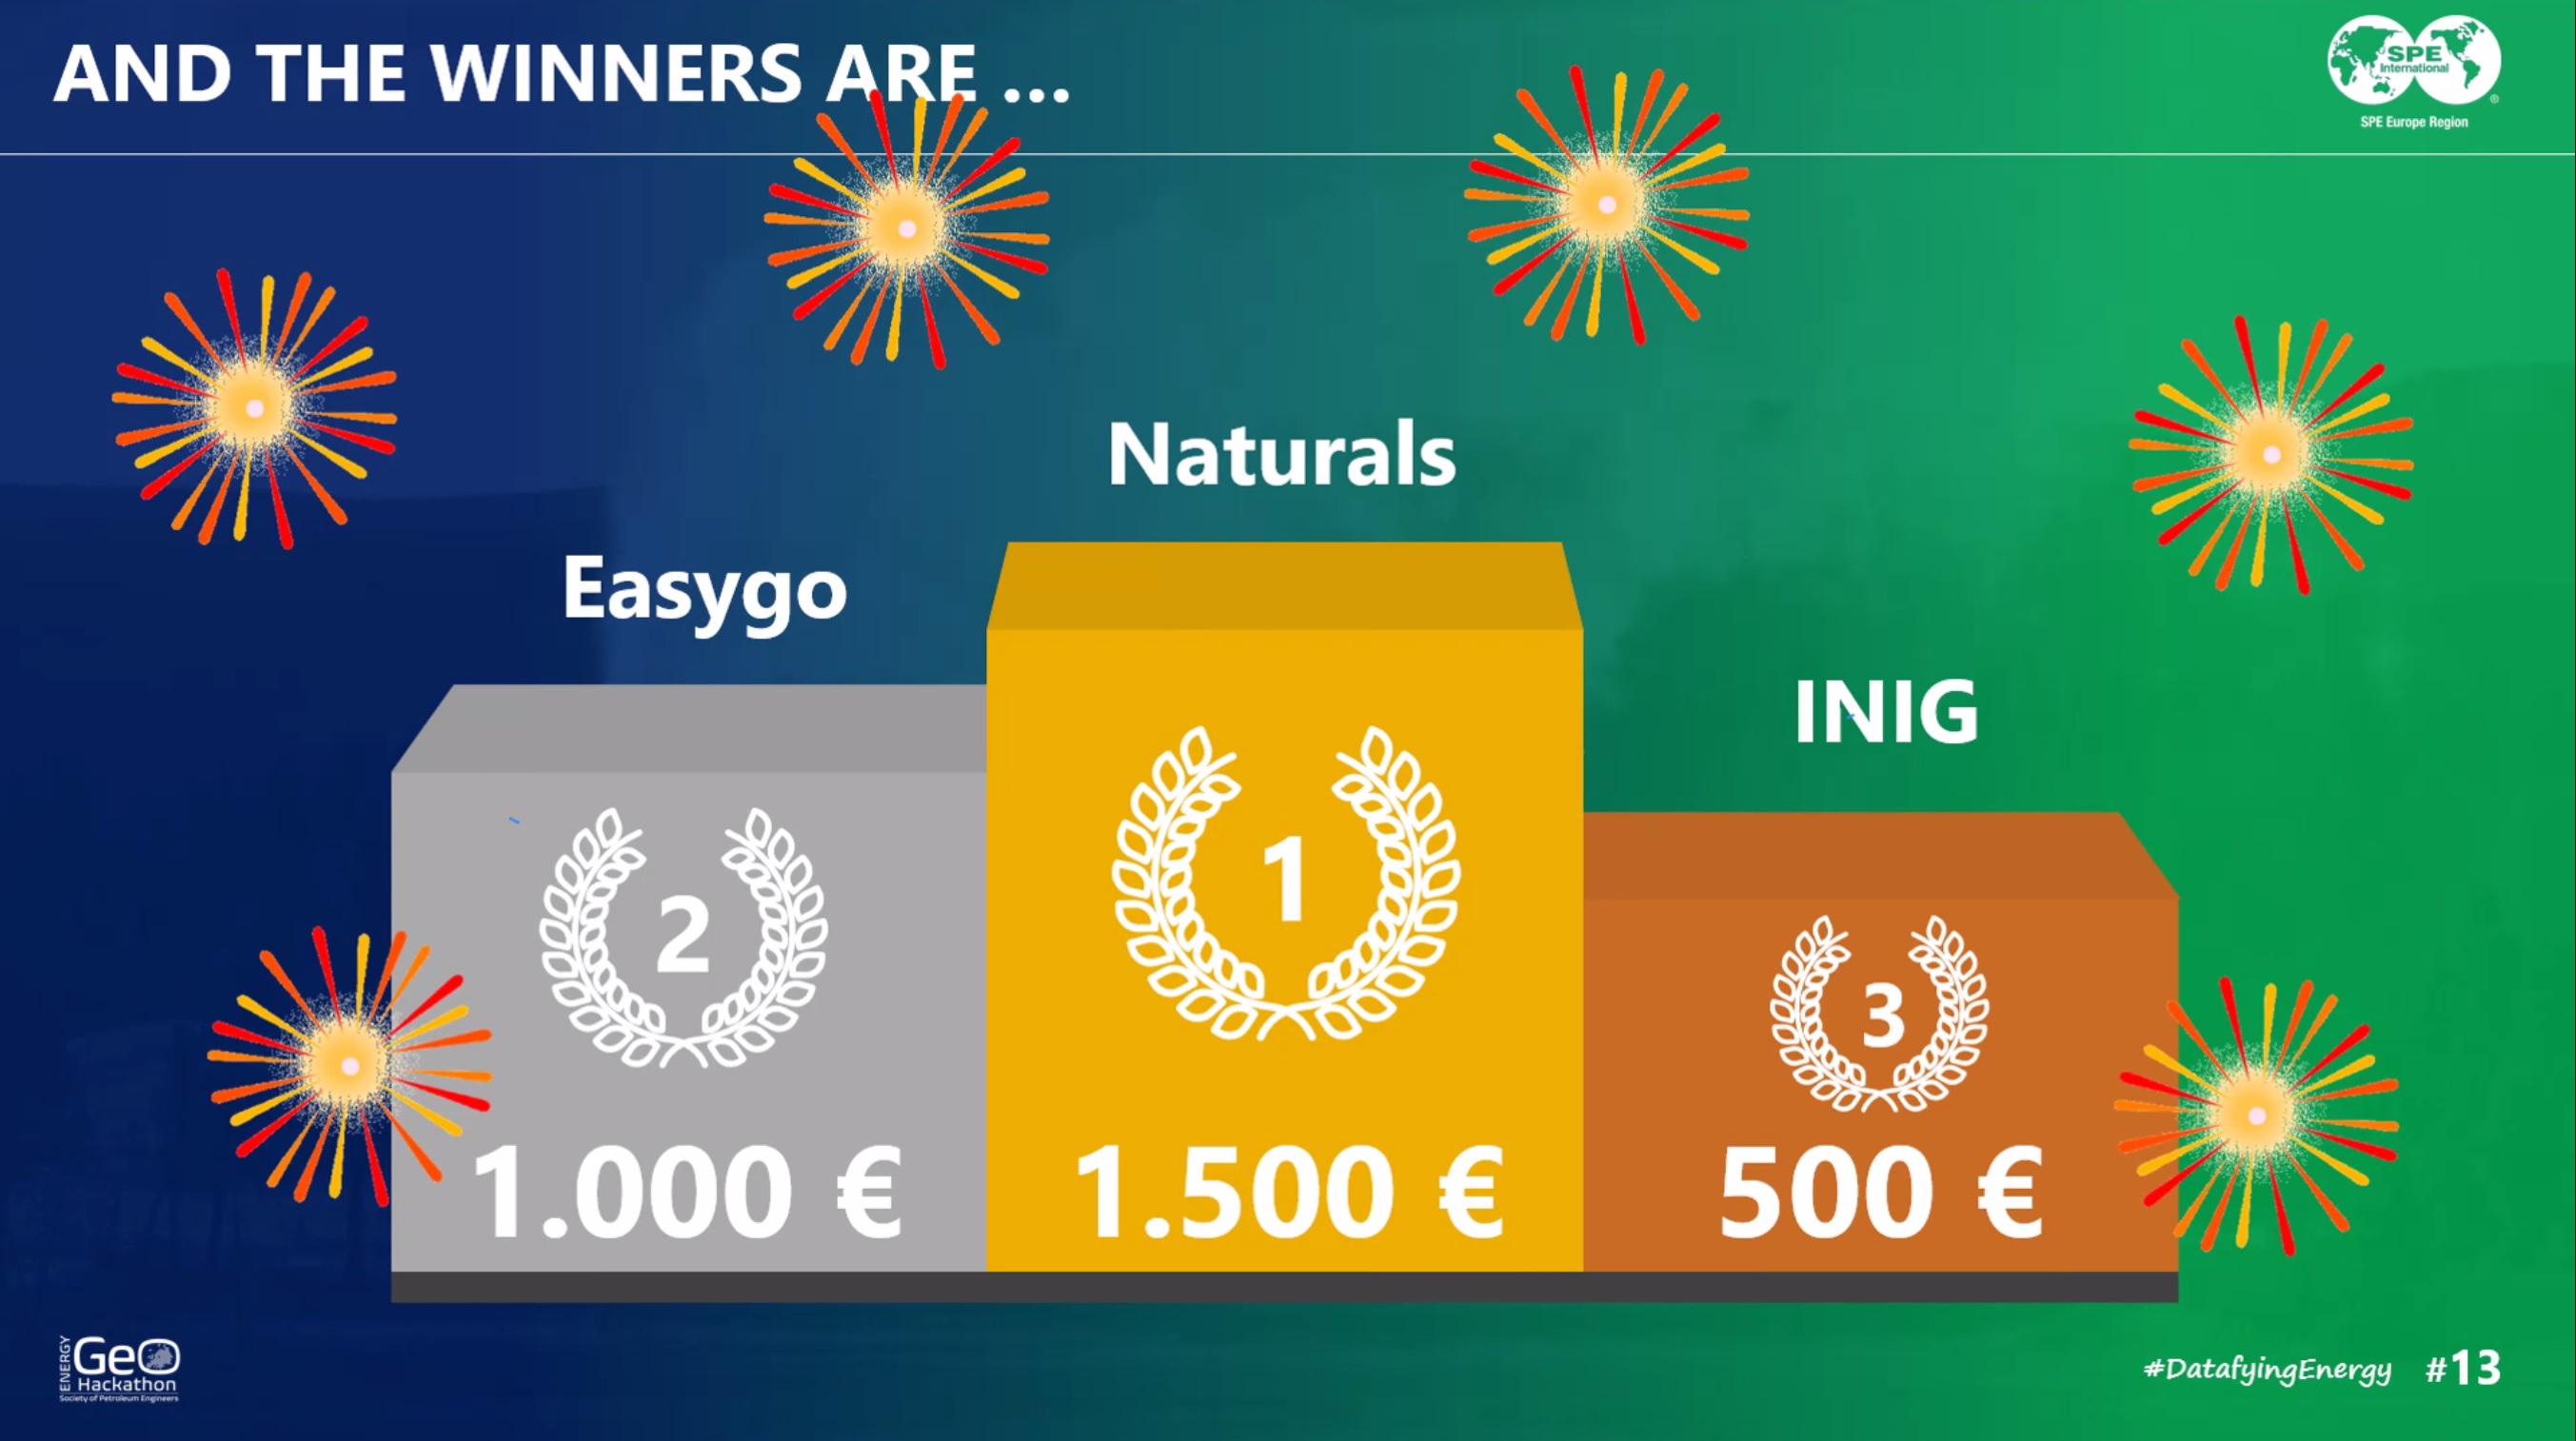 AND THE WINNERS ARE ...
SPE
International
®
SPE Europe Region
Naturals
Easygo
INIG
1
2
3
1.000 €
1.500 €
500 €
ENERGY
GeO
Hackathon
Society of Petroleum Engineers
#DatafyingEnergy #13